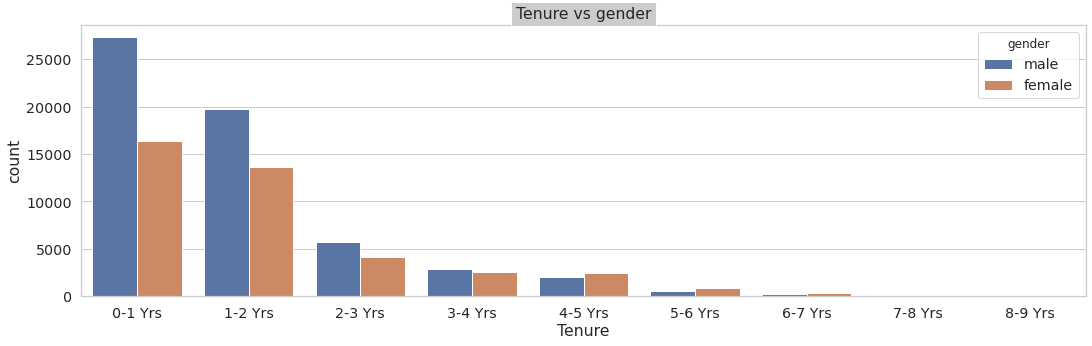 Tenure vs gender
gender
male
female
count
25000
20000
15000
10000
5000
0
0-1 Yrs 1-2 Yrs 2-3 Yrs 3-4 Yrs 4-5 Yrs 5-6 Yrs 6-7 Yrs 7-8 Yrs 8-9 Yrs
Tenure